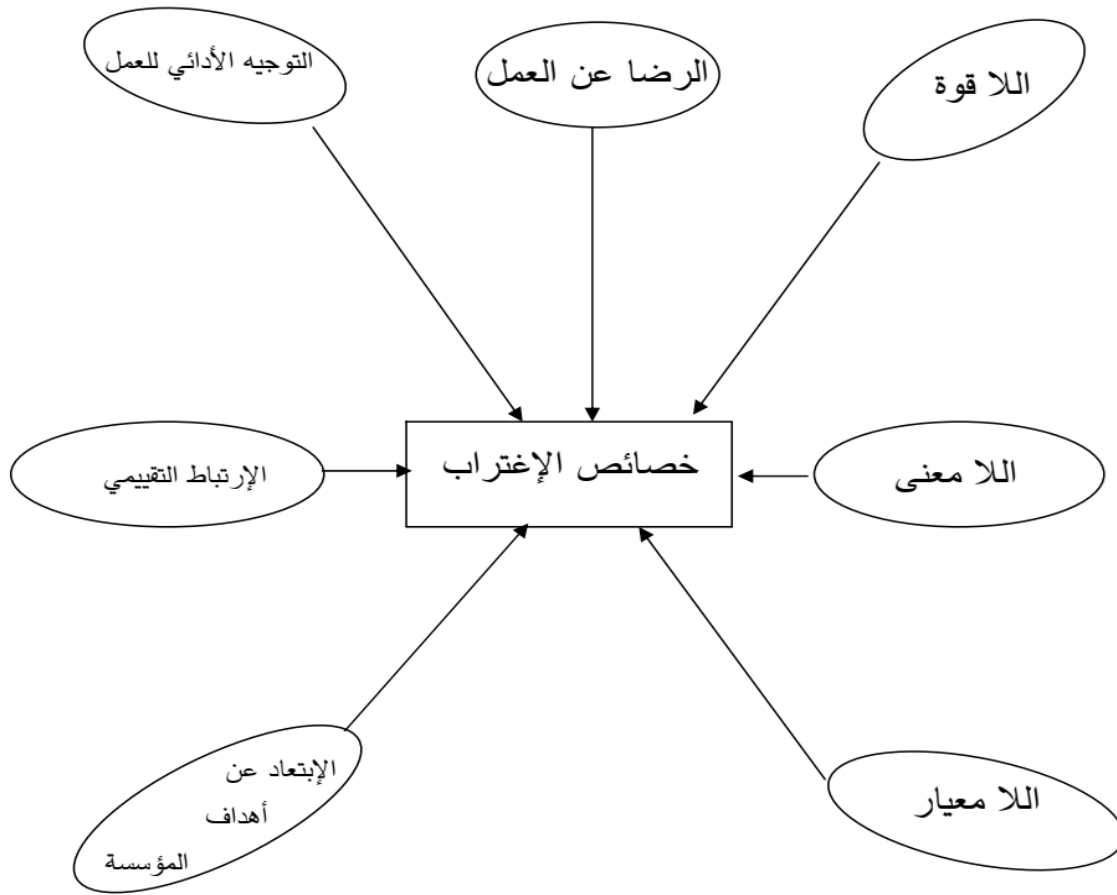 التوجيه الأدائي للعمل
الرضا عن العمل
اللا قوة
الإرتباط التقييمي
خصائص الإغتراب
اللا معنى
الإبتعاد عن
أهداف
المؤسسة
اللا معيار